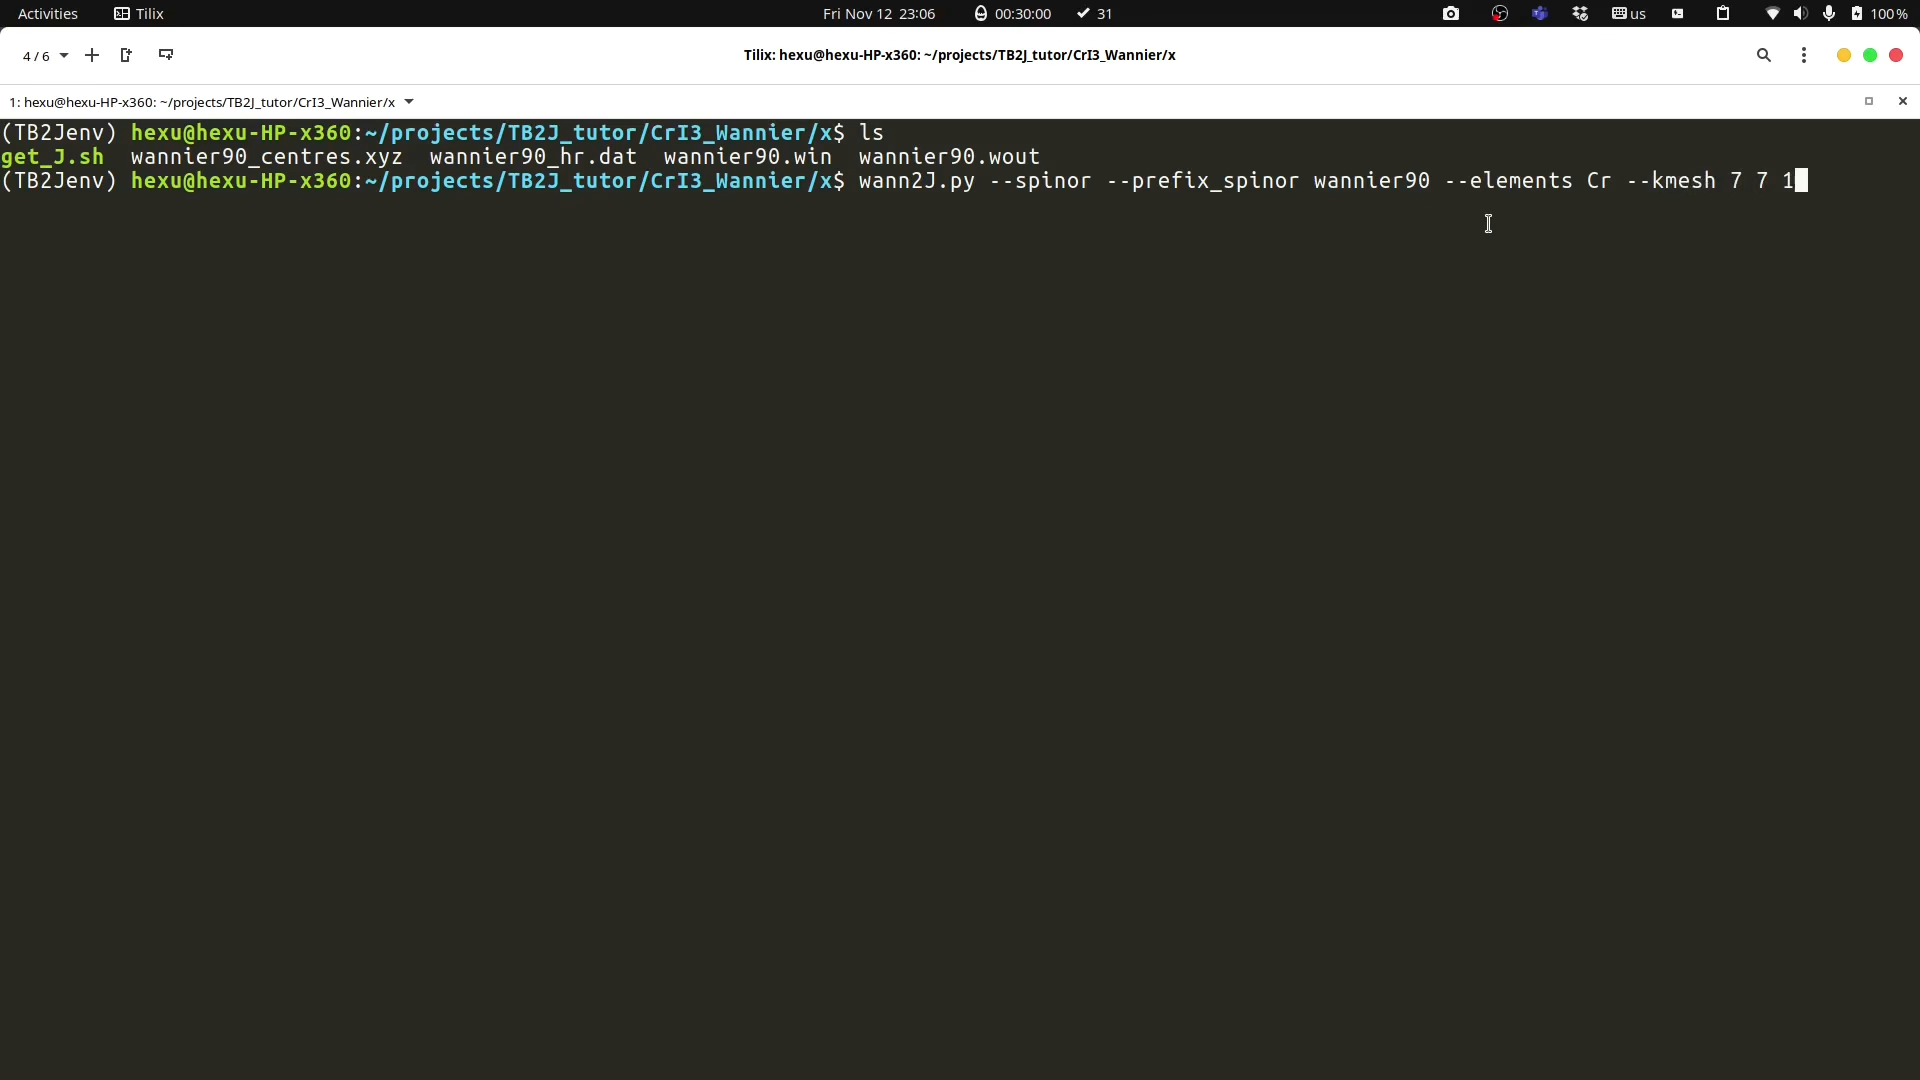 Activities Tilix Fri Nov 12 23:06 00:30:00 31 us 100%
4 / 6 Tilix: hexu@hexu-HP-x360: ~/projects/TB2J_tutor/CrI3_Wannier/x
1: hexu@hexu-HP-x360: ~/projects/TB2J_tutor/CrI3_Wannier/x
(TB2Jenv) hexu@hexu-HP-x360:~/projects/TB2J_tutor/CrI3_Wannier/x$ ls
get_J.sh wannier90_centres.xyz wannier90_hr.dat wannier90.win wannier90.wout
(TB2Jenv) hexu@hexu-HP-x360:~/projects/TB2J_tutor/CrI3_Wannier/x$ wann2J.py --spinor --prefix_spinor wannier90 --elements Cr --kmesh 7 7 1